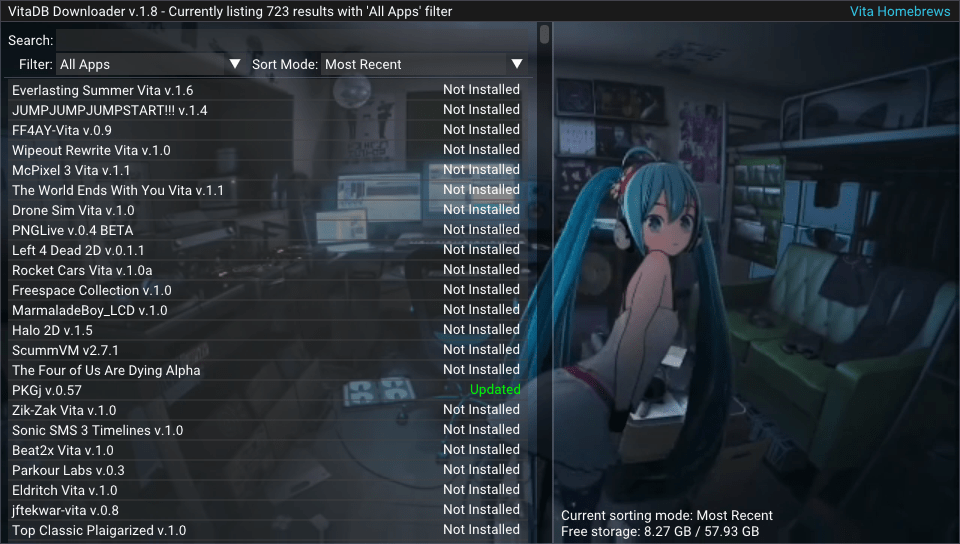 VitaDB Downloader v.1.8 - Currently listing 723 results with 'All Apps' filter Vita Homebrews
Search:
Filter: All Apps Sort Mode: Most Recent
Everlasting Summer Vita v.1.6 Not Installed
JUMPJUMPJUMPSTART!!! v.1.4 Not Installed
FF4AY-Vita v.0.9 Not Installed
Wipeout Rewrite Vita v.1.0 Not Installed
McPixel 3 Vita v.1.1 Not Installed
The World Ends With You Vita v.1.1 Not Installed
Drone Sim Vita v.1.0 Not Installed
PNGLive v.0.4 BETA Not Installed
Left 4 Dead 2D v.0.1.1 Not Installed
Rocket Cars Vita v.1.0a Not Installed
Freespace Collection v.1.0 Not Installed
MarmaladeBoy_LCD v.1.0 Not Installed
Halo 2D v.1.5 Not Installed
ScummVM v2.7.1 Not Installed
The Four of Us Are Dying Alpha Not Installed
PKGj v.0.57 Updated
Zik-Zak Vita v.1.0 Not Installed
Sonic SMS 3 Timelines v.1.0 Not Installed
Beat2x Vita v.1.0 Not Installed
Parkour Labs v.0.3 Not Installed
Eldritch Vita v.1.0 Not Installed
jftekwar-vita v.0.8 Not Installed
Top Classic Plaigarized v.1.0 Not Installed
Current sorting mode: Most Recent
Free storage: 8.27 GB / 57.93 GB